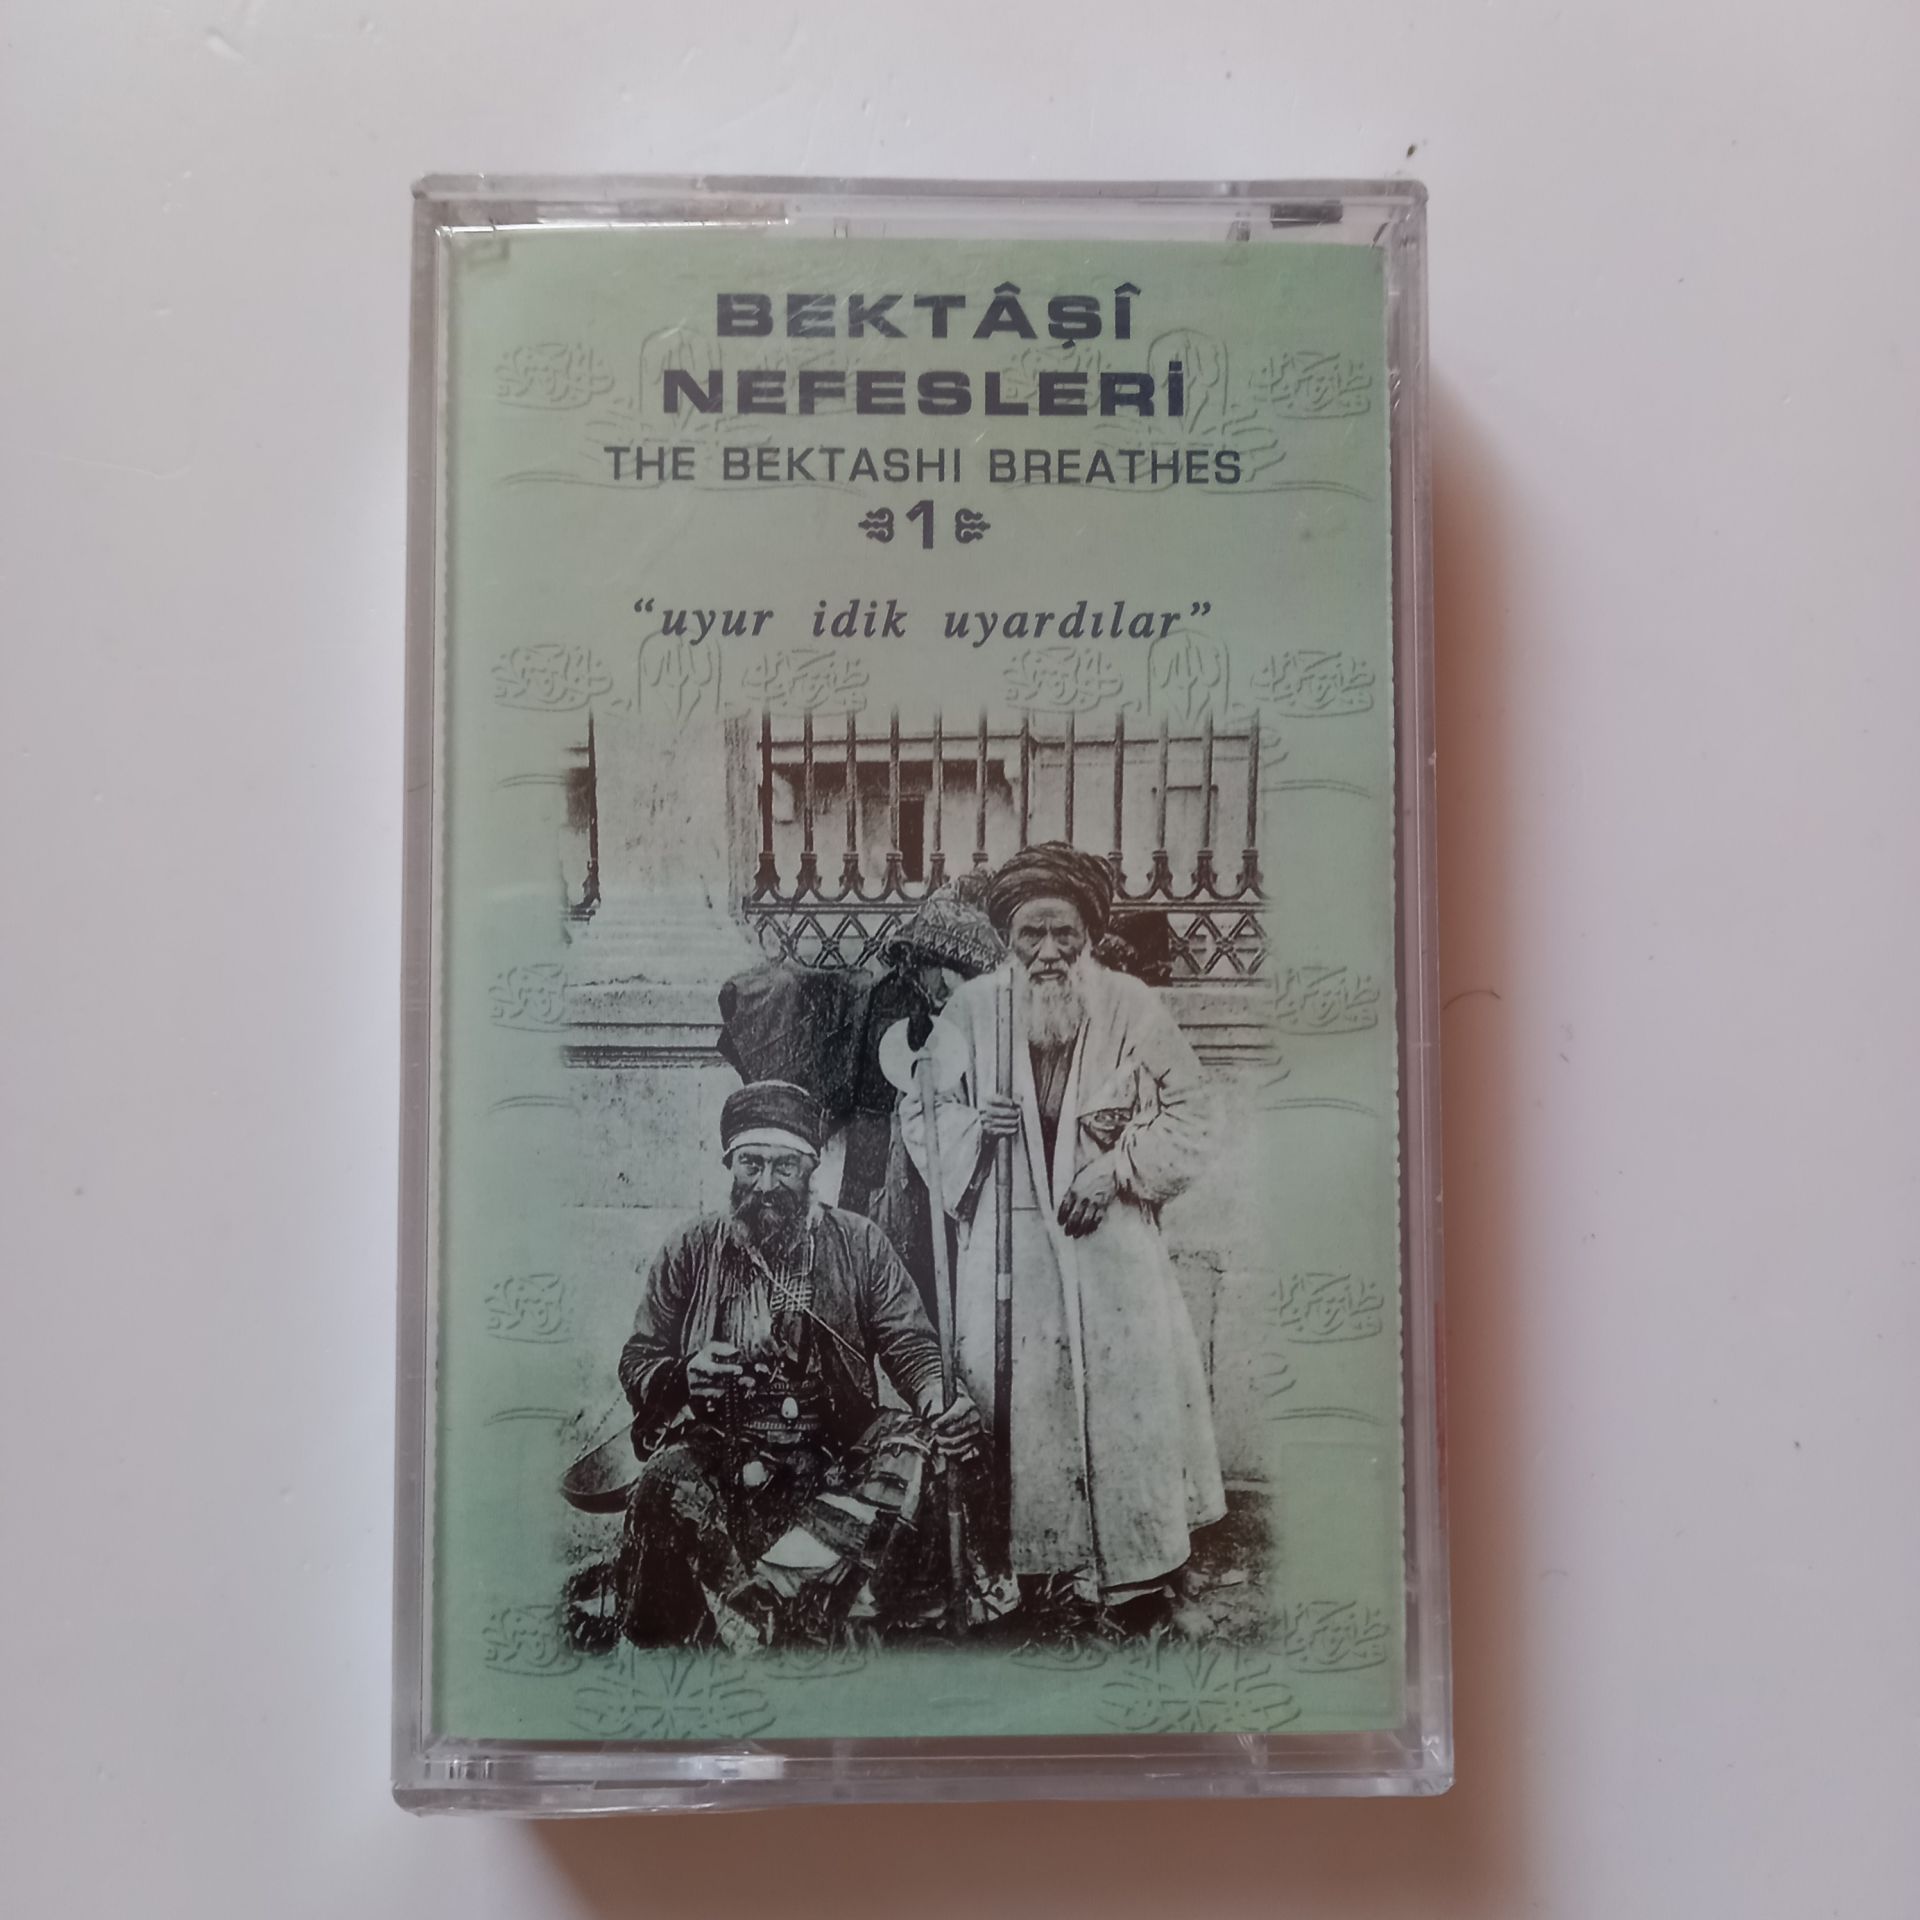 BEKTÂŞÎ
NEFESLERİ
THE BEKTASHI BREATHES
1
“uyur idik uyardılar”